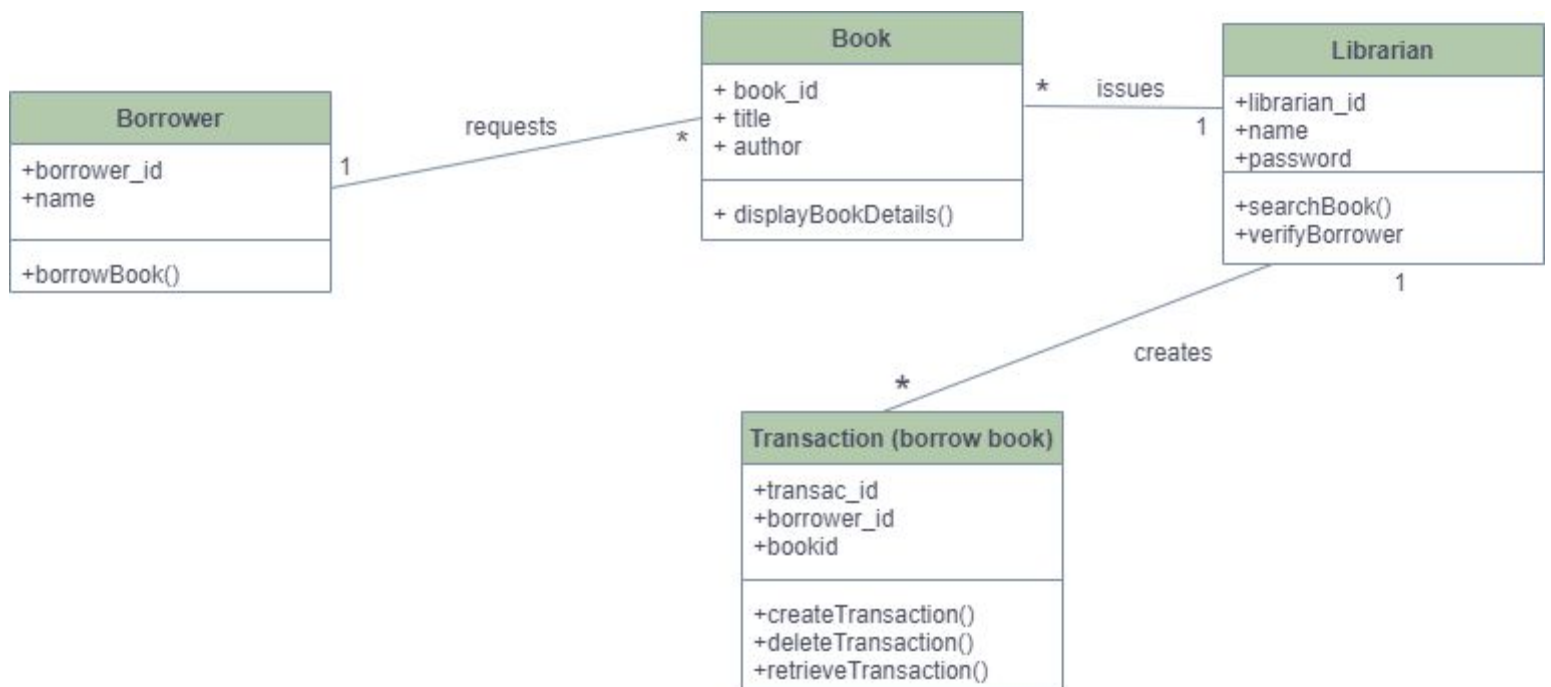 Borrower
+borrower_id
+name
+borrowBook()
1
requests
*
Book
+ book_id
+ title
+ author
+ displayBookDetails()
*
issues
1
Librarian
+librarian_id
+name
+password
+searchBook()
+verifyBorrower
1
creates
*
Transaction (borrow book)
+transac_id
+borrower_id
+bookid
+createTransaction()
+deleteTransaction()
+retrieveTransaction()